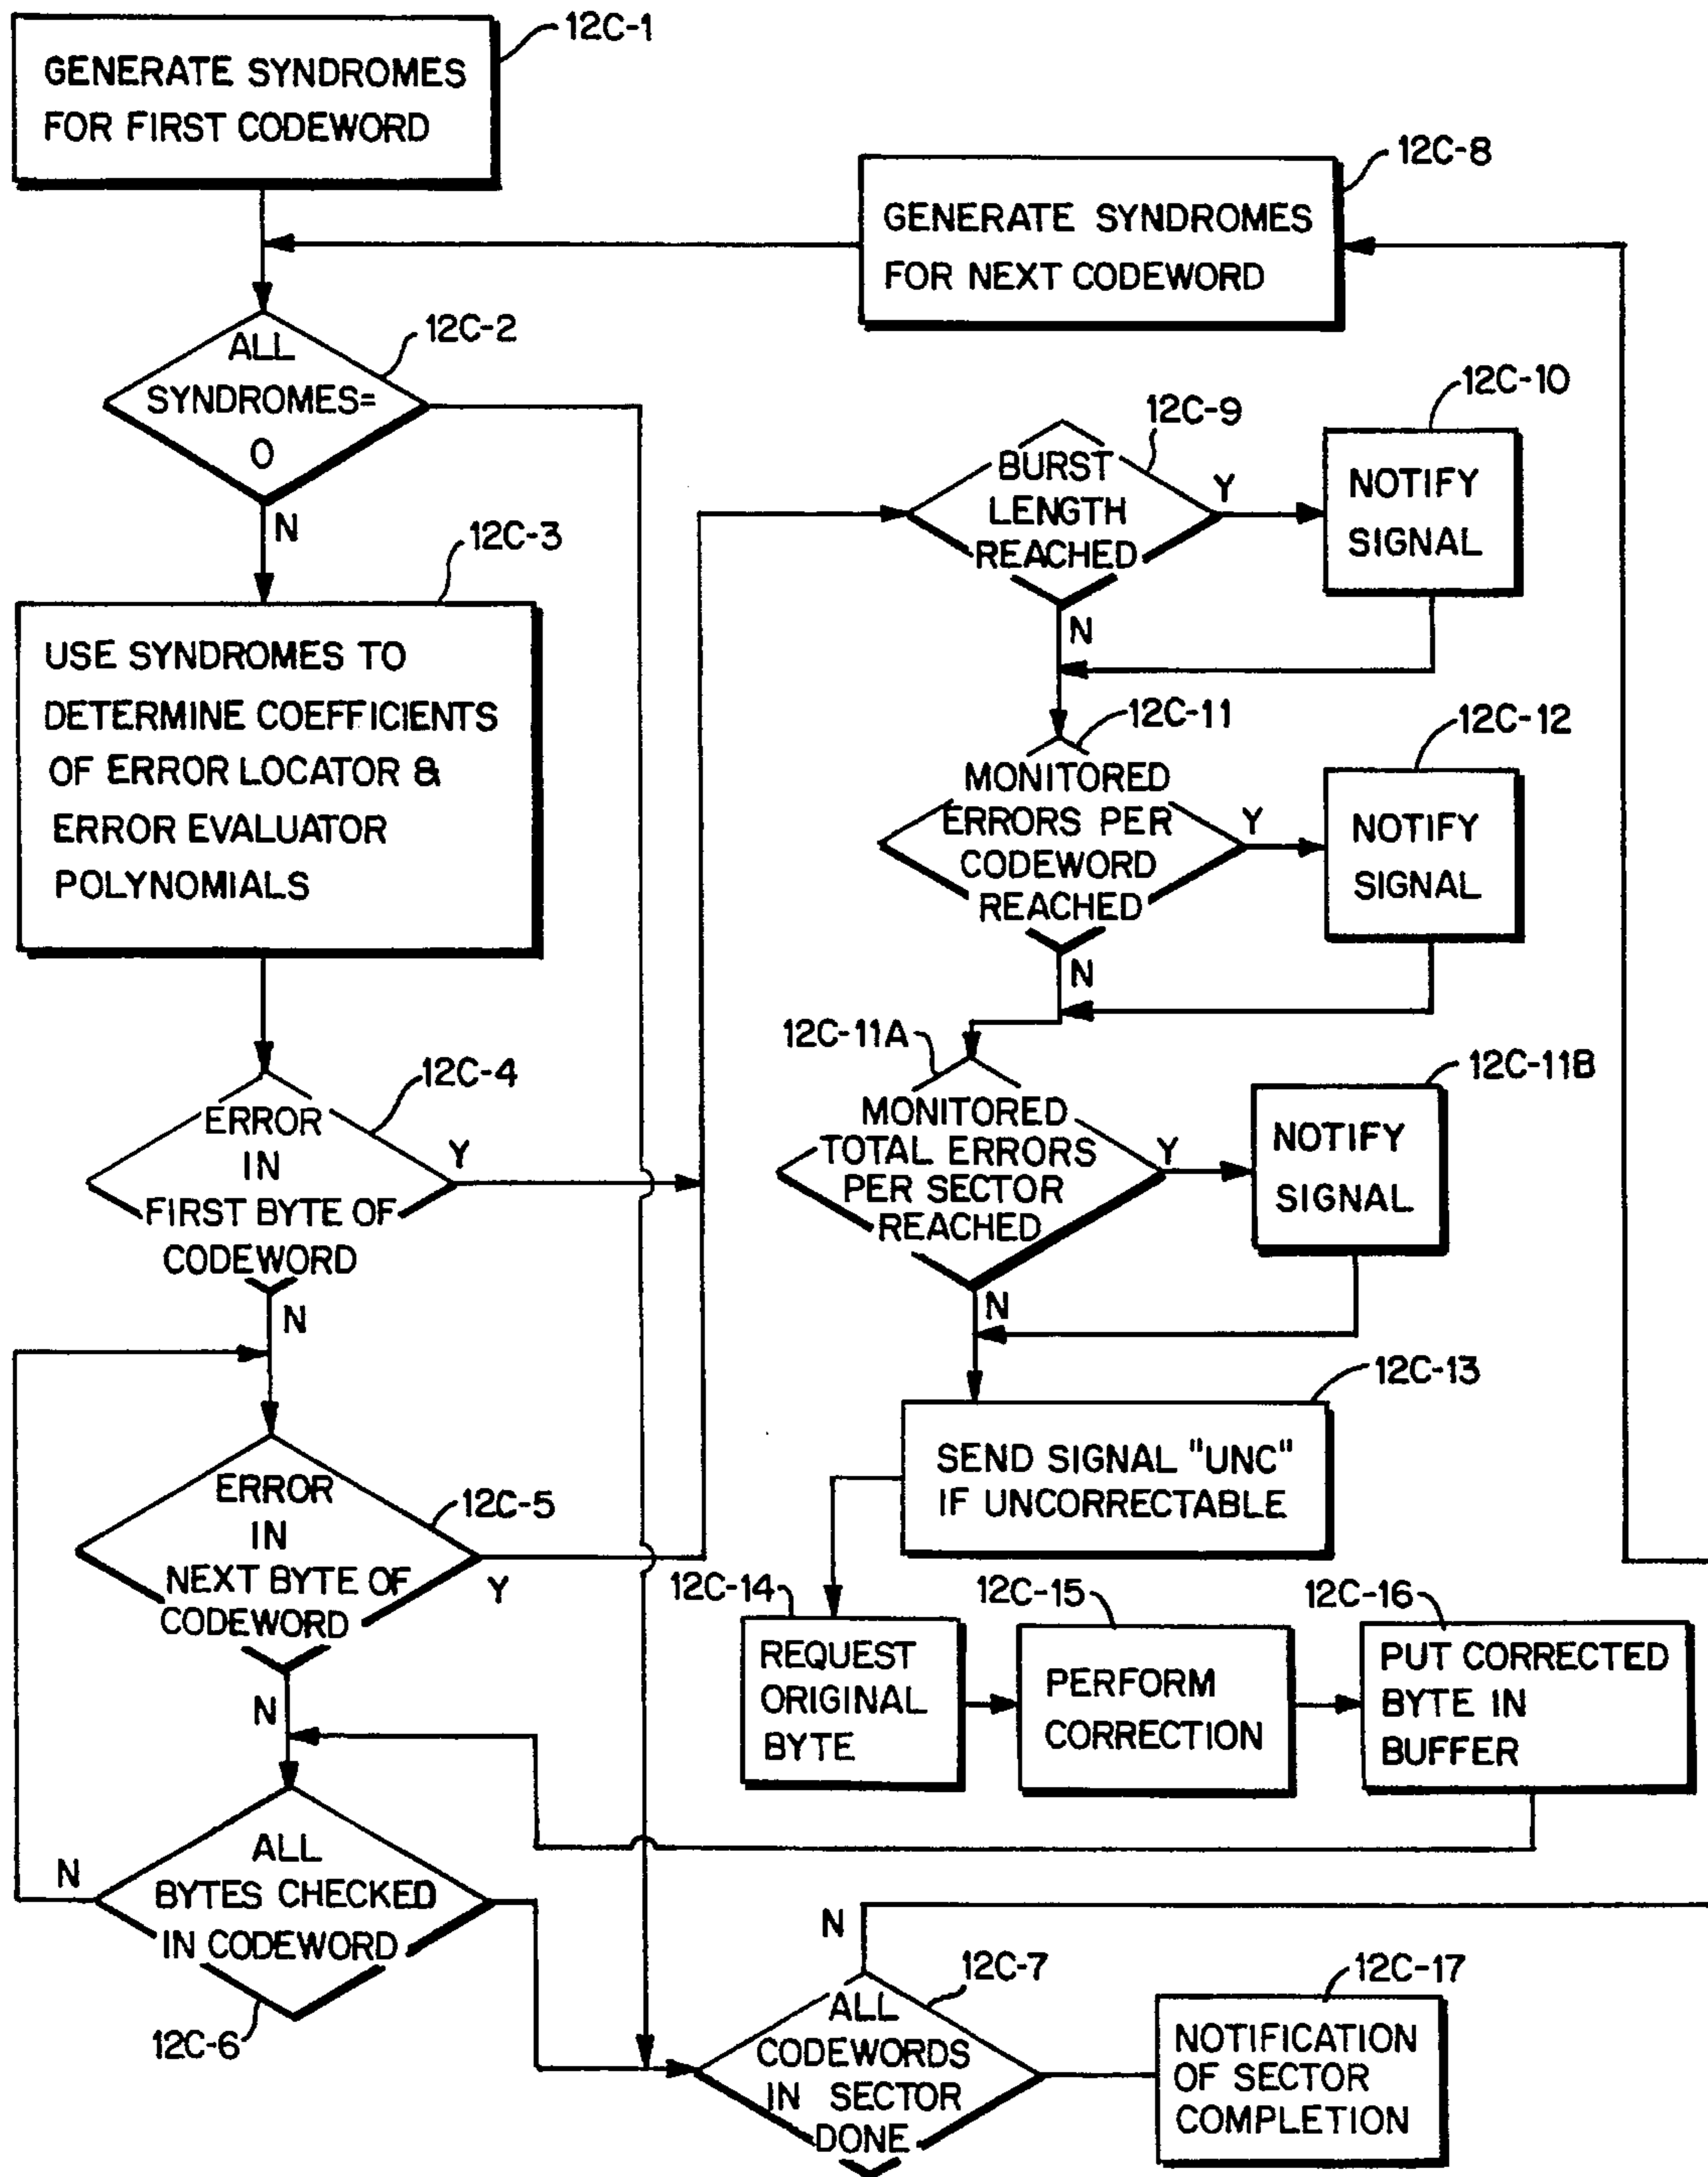 12C-1
GENERATE SYNDROMES
FOR FIRST CODEWORD
12C-8
GENERATE SYNDROMES
FOR NEXT CODEWORD
12C-2
ALL
SYNDROMES=
0
N
12C-3
USE SYNDROMES TO
DETERMINE COEFFICIENTS
OF ERROR LOCATOR &
ERROR EVALUATOR
POLYNOMIALS
12C-4
ERROR
IN
FIRST BYTE OF
CODEWORD
Y
N
12C-5
ERROR
IN
NEXT BYTE OF
CODEWORD
Y
N
ALL
BYTES CHECKED
IN CODEWORD
N
12C-6
12C-9
BURST
LENGTH
REACHED
Y
N
12C-10
NOTIFY
SIGNAL
12C-11
MONITORED
ERRORS PER
CODEWORD
REACHED
Y
N
12C-12
NOTIFY
SIGNAL
12C-11A
MONITORED
TOTAL ERRORS
PER SECTOR
REACHED
Y
N
12C-11B
NOTIFY
SIGNAL
12C-13
SEND SIGNAL "UNC"
IF UNCORRECTABLE
12C-14
REQUEST
ORIGINAL
BYTE
12C-15
PERFORM
CORRECTION
12C-16
PUT CORRECTED
BYTE IN
BUFFER
N
12C-7
ALL
CODEWORDS
IN SECTOR
DONE
12C-17
NOTIFICATION
OF SECTOR
COMPLETION